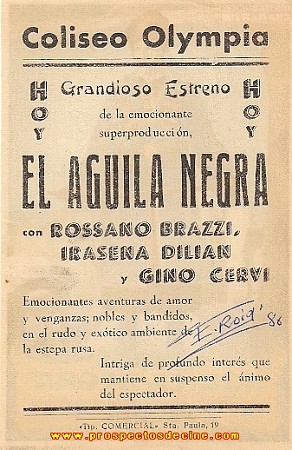 Coliseo Olympia
HOY
Grandioso Estreno
HOY
de la emocionante
superproducción,
EL AGUILA NEGRA
con ROSSANO BRAZZI,
IRASENA DILIAN
y GINO CERVI
Emocionantes aventuras de amor
y venganzas; nobles y bandidos,
en el rudo y exótico ambiente de
la estepa rusa.
F. Roig 86
Intriga de profundo interés que
mantiene en suspenso el ánimo
del espectador.
«Tip. COMERCIAL» Sta. Paula, 19
www.prospectosdecine.com